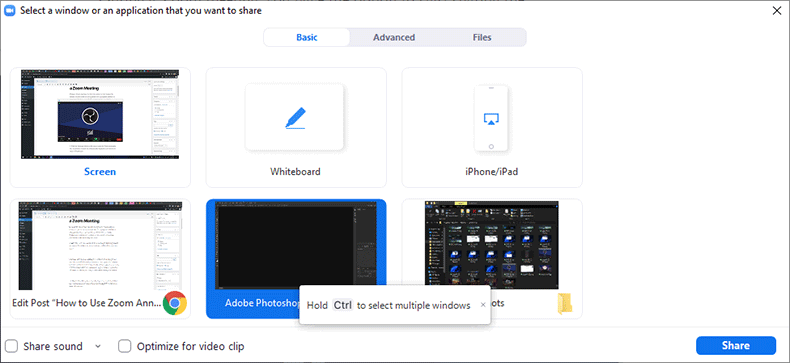 Select a window or an application that you want to share
Basic Advanced Files
a Zoom Meeting
Screen
Whiteboard
iPhone/iPad
a Zoom Meeting
Edit Post "How to Use Zoom Ann...
Adobe Photoshop
ots
Hold Ctrl to select multiple windows ×
Share sound
Optimize for video clip
Share